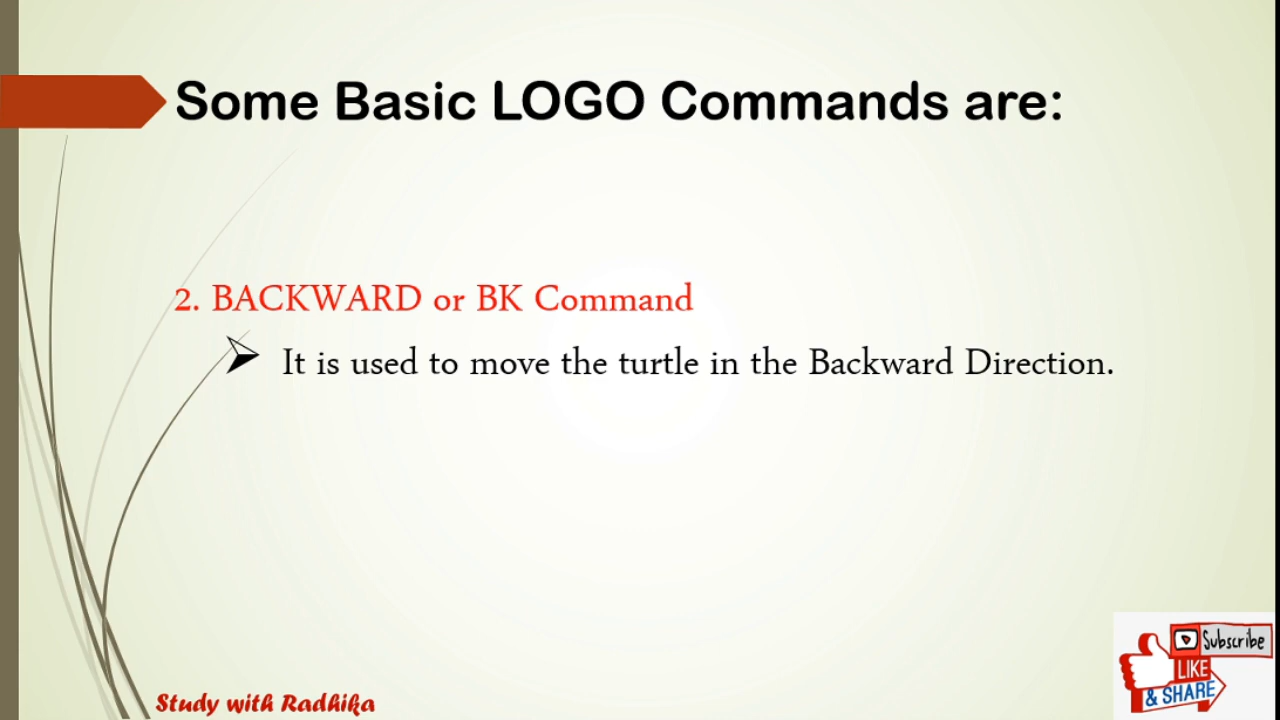 Some Basic LOGO Commands are:
2. BACKWARD or BK Command
It is used to move the turtle in the Backward Direction.
Subscribe
LIKE
& SHARE
Study with Radhika